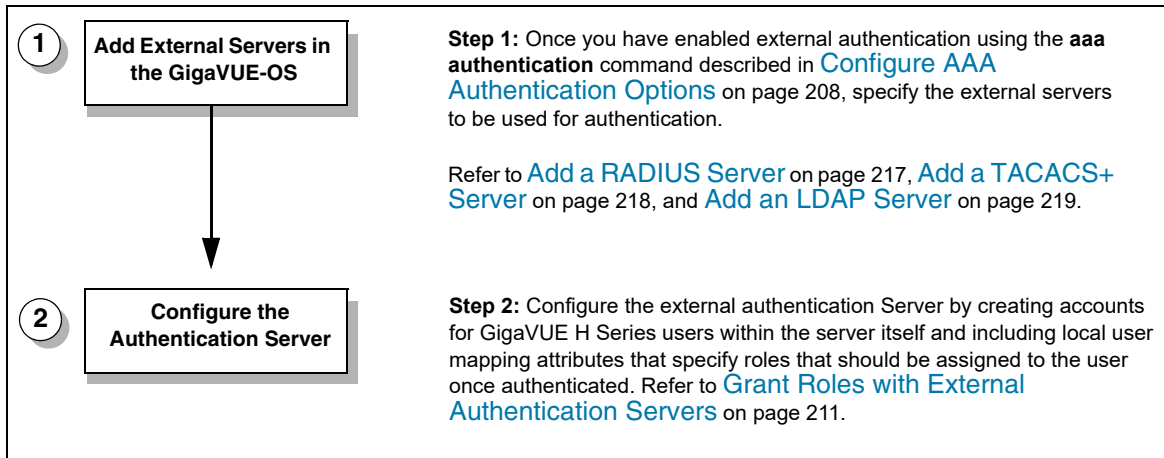 1
Add External Servers in
the GigaVUE-OS
Step 1: Once you have enabled external authentication using the aaa
authentication command described in Configure AAA
Authentication Options on page 208, specify the external servers
to be used for authentication.
Refer to Add a RADIUS Server on page 217, Add a TACACS+
Server on page 218, and Add an LDAP Server on page 219.
2
Configure the
Authentication Server
Step 2: Configure the external authentication Server by creating accounts
for GigaVUE H Series users within the server itself and including local user
mapping attributes that specify roles that should be assigned to the user
once authenticated. Refer to Grant Roles with External
Authentication Servers on page 211.